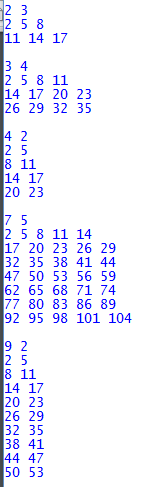 2 3
2 5 8
11 14 17

3 4
2 5 8 11
14 17 20 23
26 29 32 35

4 2
2 5
8 11
14 17
20 23

7 5
2 5 8 11 14
17 20 23 26 29
32 35 38 41 44
47 50 53 56 59
62 65 68 71 74
77 80 83 86 89
92 95 98 101 104

9 2
2 5
8 11
14 17
20 23
26 29
32 35
38 41
44 47
50 53